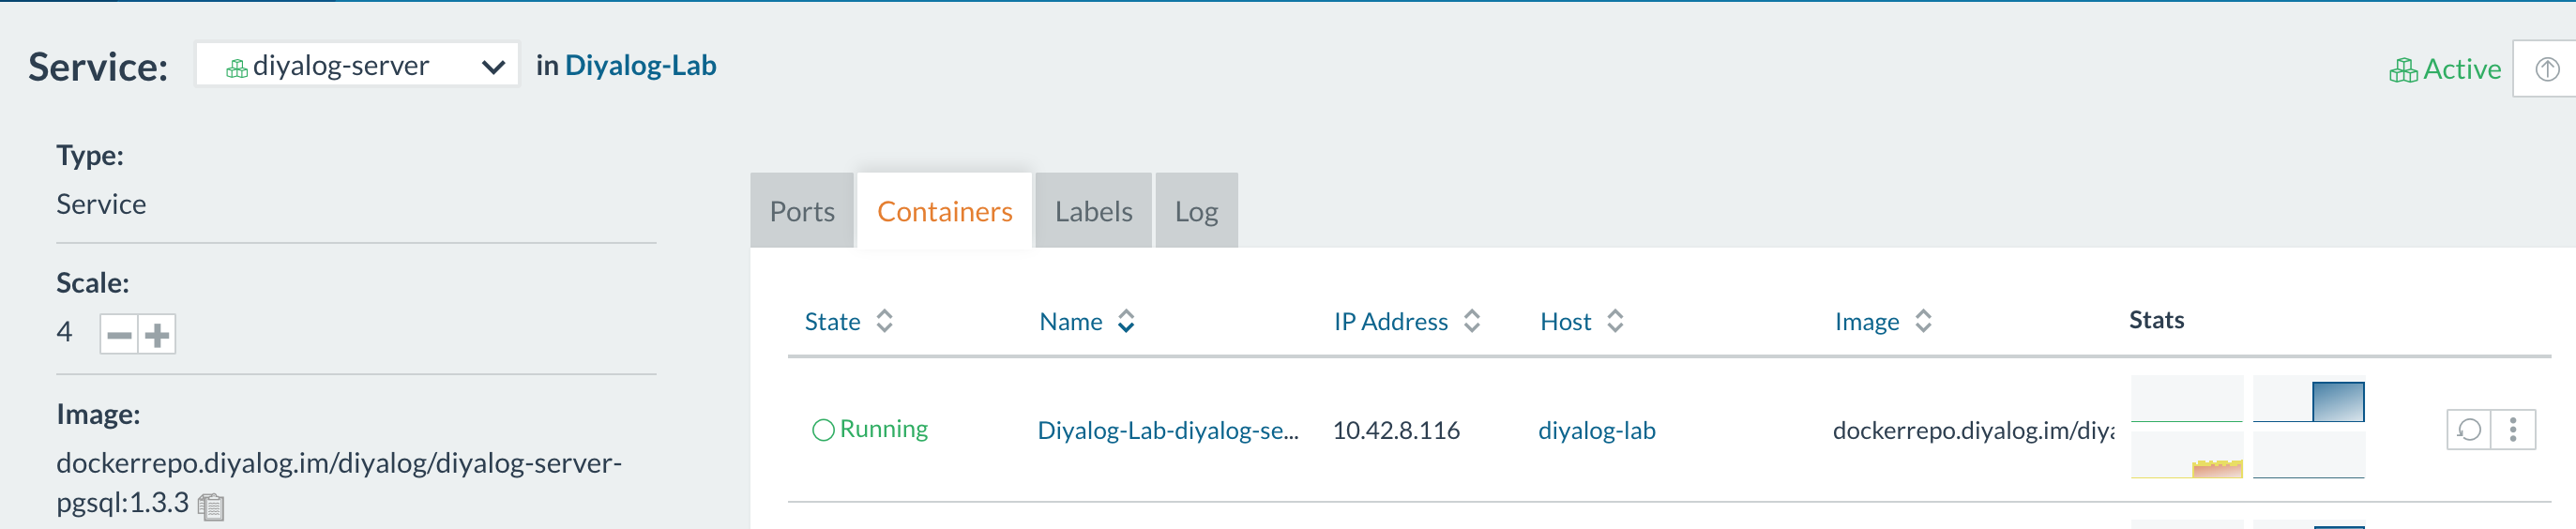 Service: diyalog-server in Diyalog-Lab
Active
Type:
Service
Scale:
4
Image:
dockerrepo.diyalog.im/diyalog/diyalog-server-
pgsql:1.3.3
Ports Containers Labels Log
State Name IP Address Host Image Stats
Running Diyalog-Lab-diyalog-se... 10.42.8.116 diyalog-lab dockerrepo.diyalog.im/diya